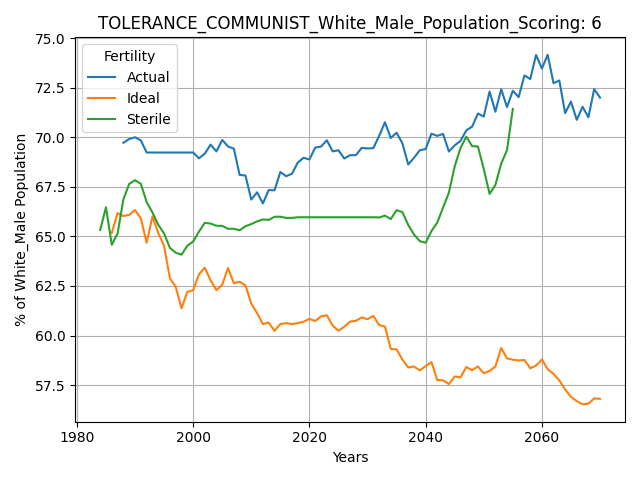 TOLERANCE_COMMUNIST_White_Male_Population_Scoring: 6
75.0
72.5
70.0
67.5
65.0
62.5
60.0
57.5
% of White_Male Population
Fertility
Actual
Ideal
Sterile
1980 2000 2020 2040 2060
Years